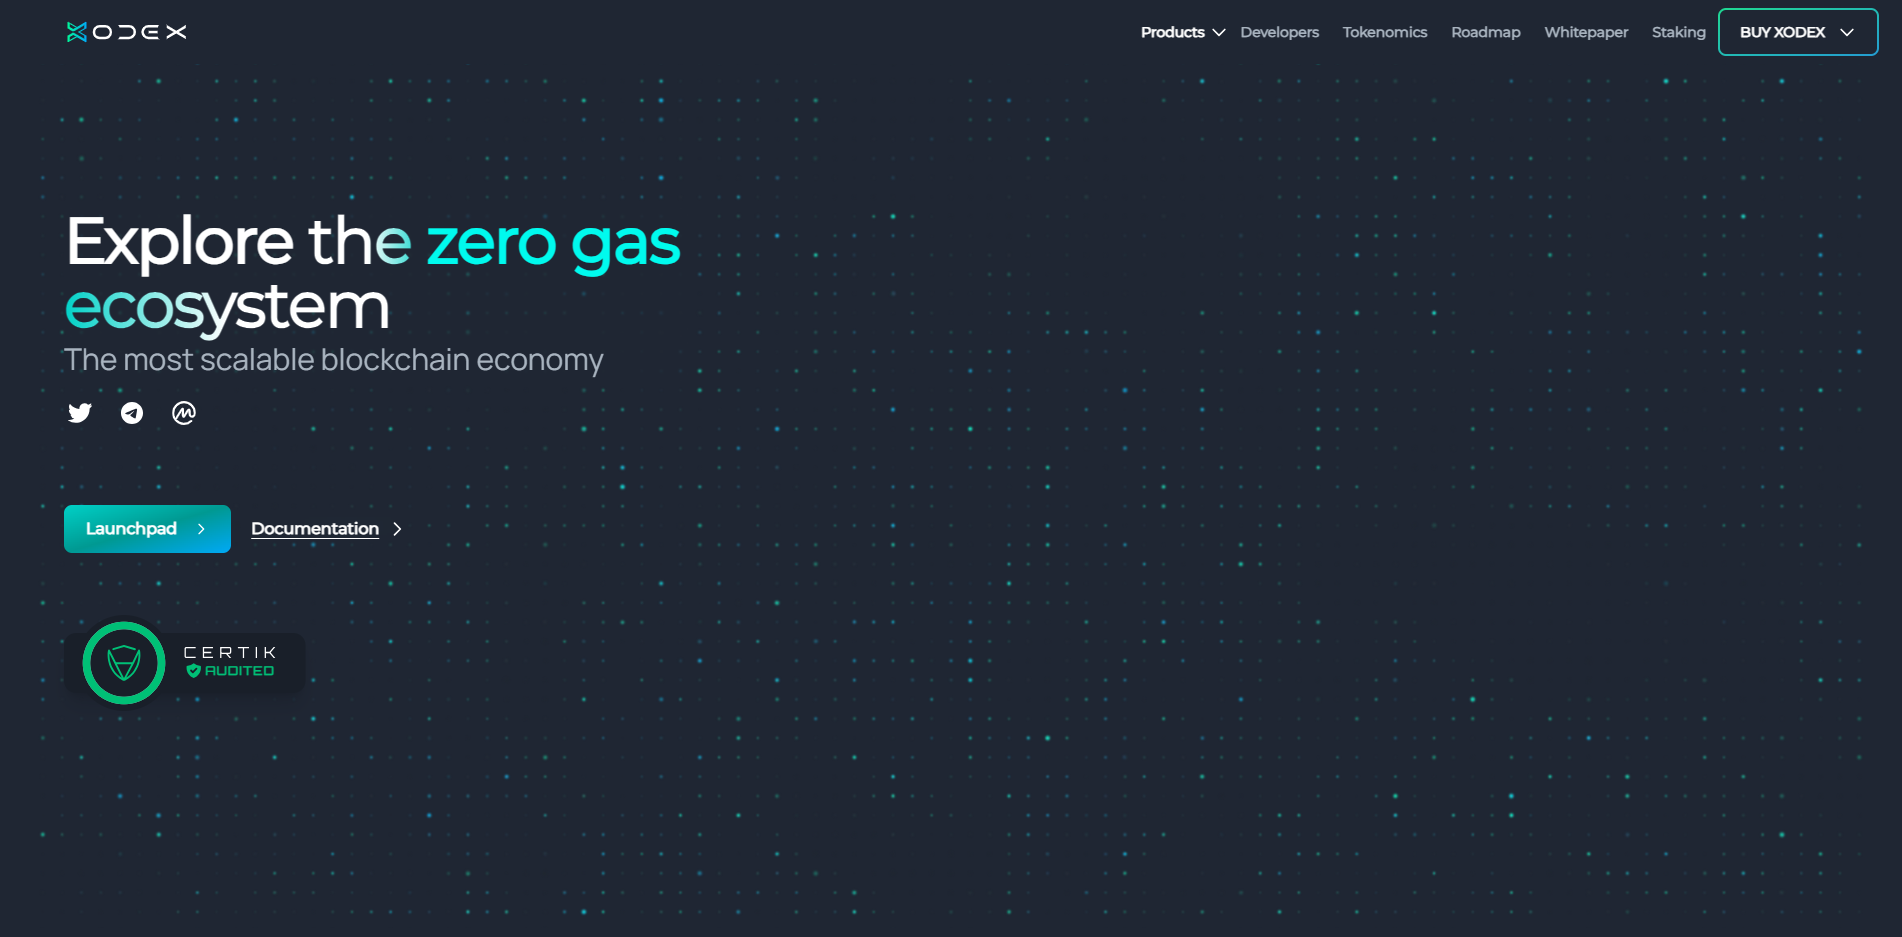 XODEX
Products
Developers
Tokenomics
Roadmap
Whitepaper
Staking
BUY XODEX
Explore the zero gas
ecosystem
The most scalable blockchain economy
Launchpad
Documentation
CERTIK
AUDITED